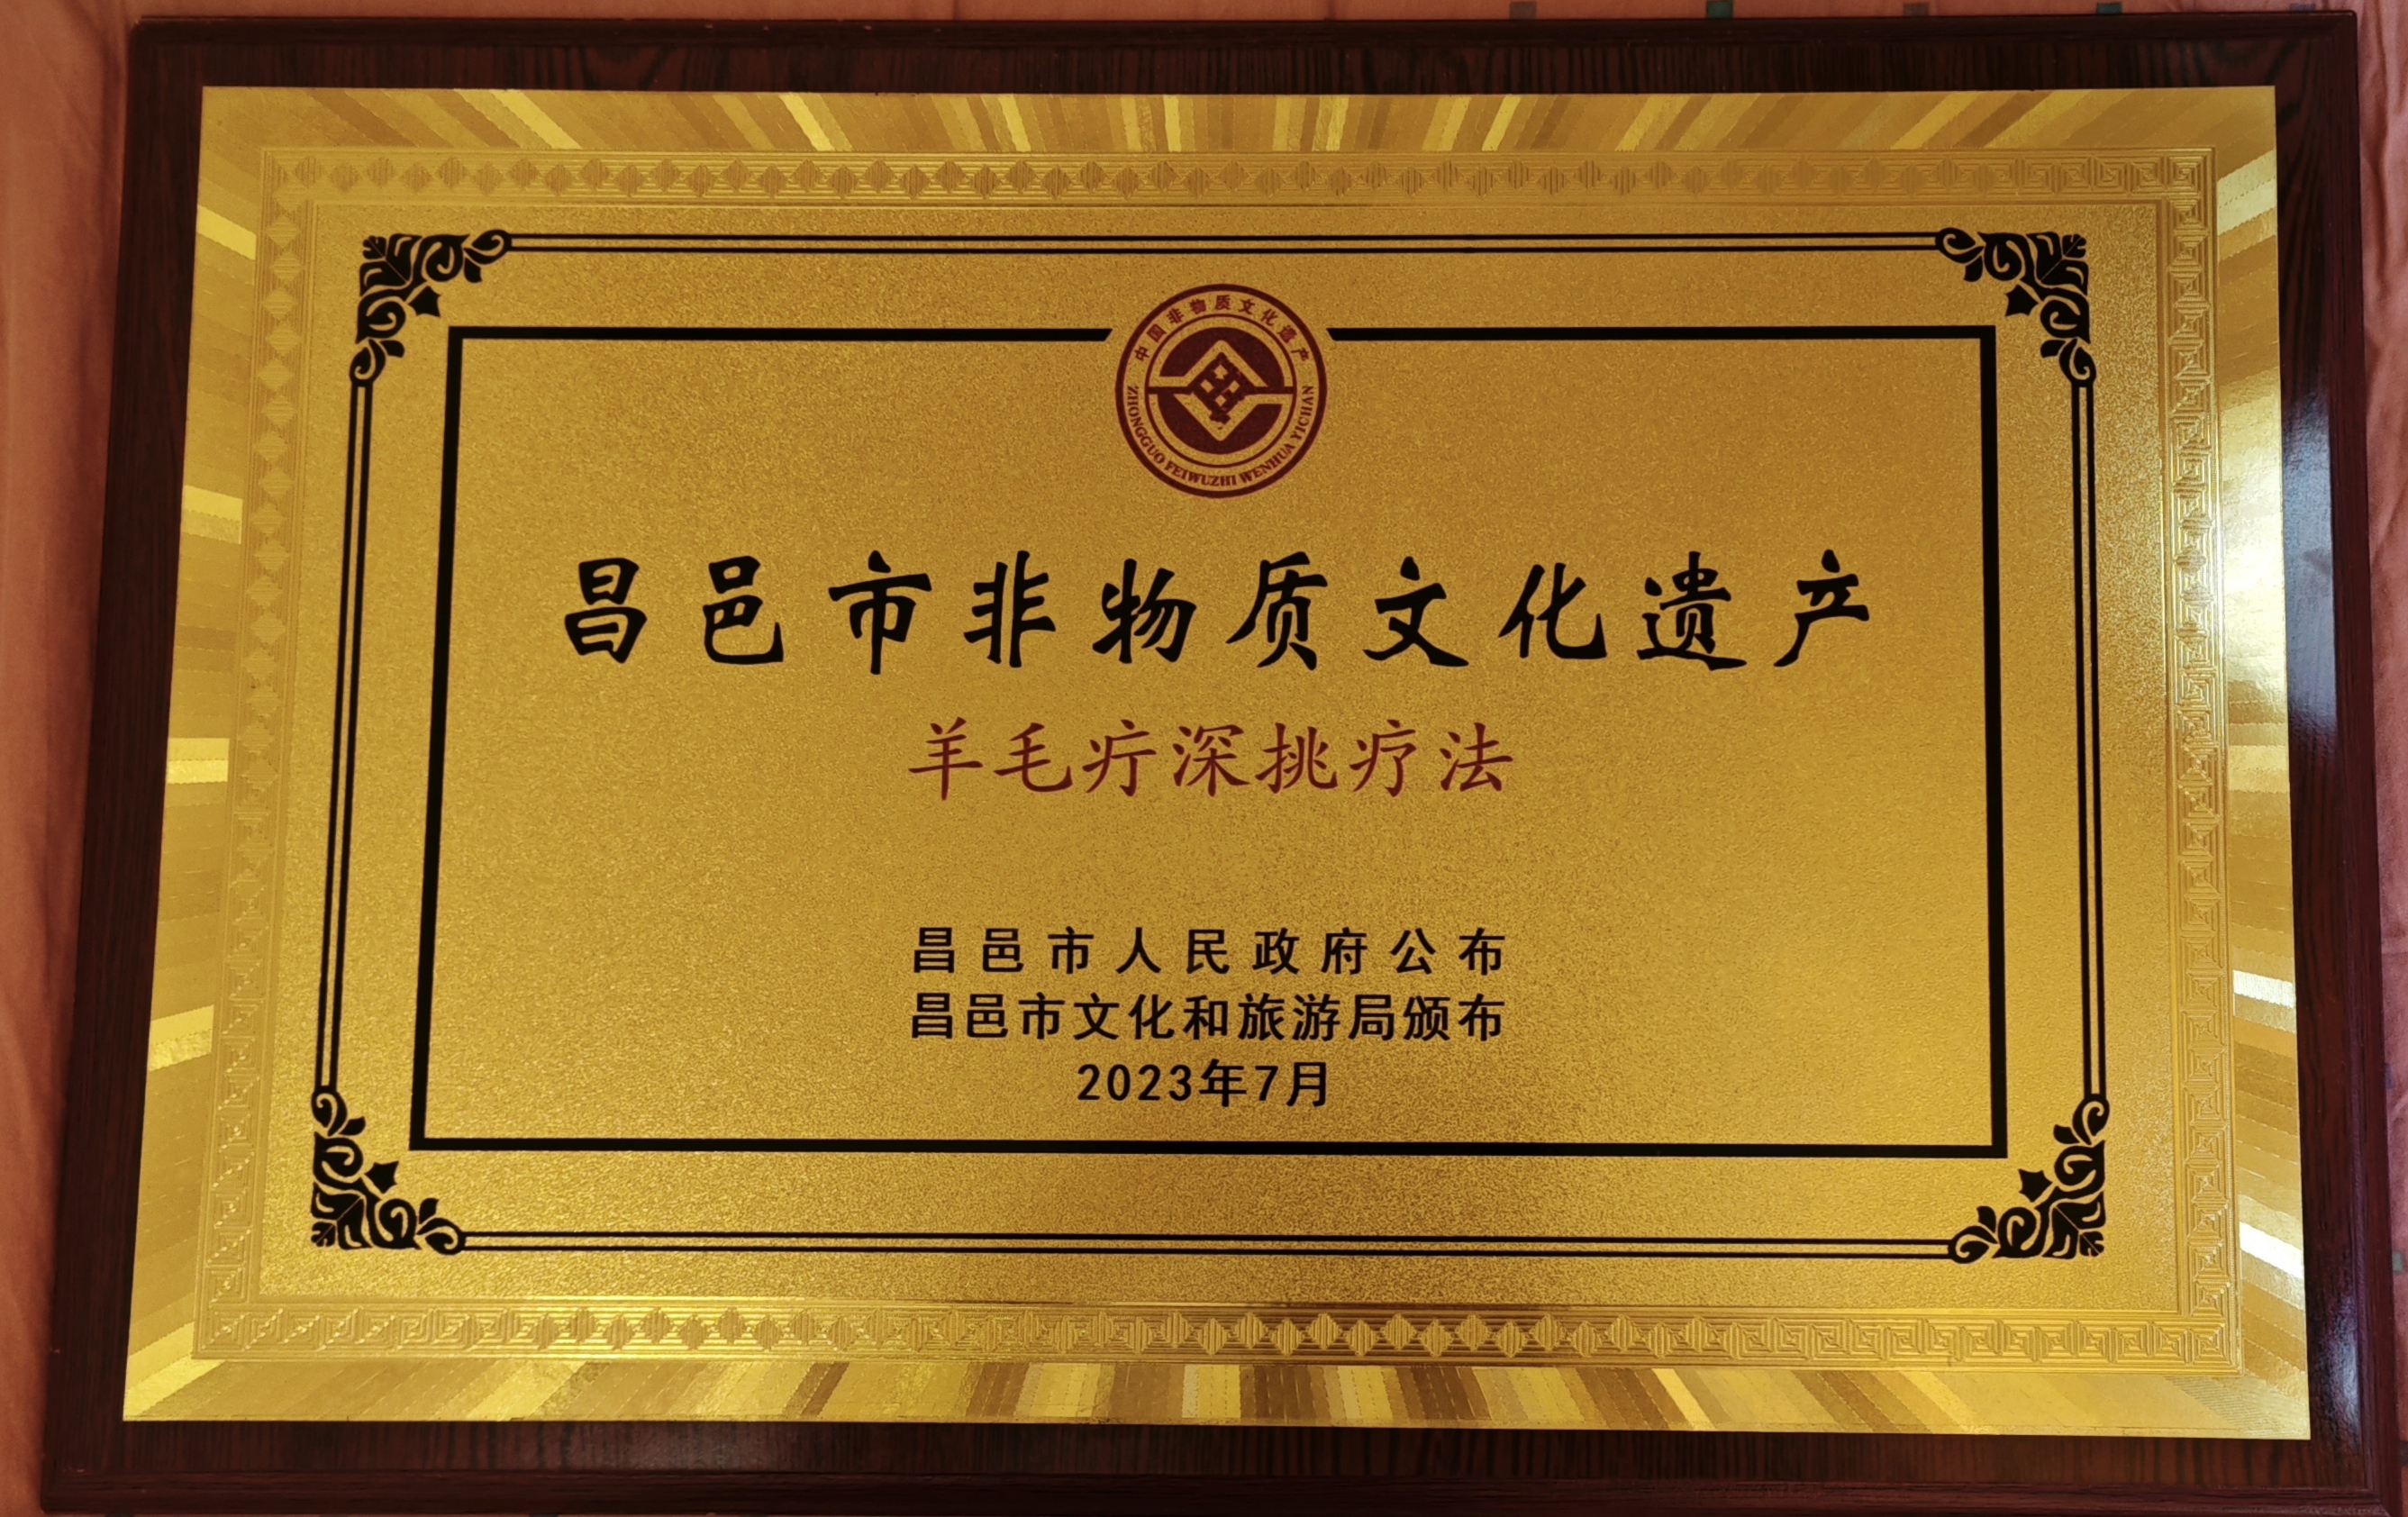 中国非物质文化遗产
ZHONGGUO FEIWUZHI WENHUA YICHAN
昌邑市非物质文化遗产
羊毛疔深挑疗法
昌邑市人民政府公布
昌邑市文化和旅游局颁布
2023年7月